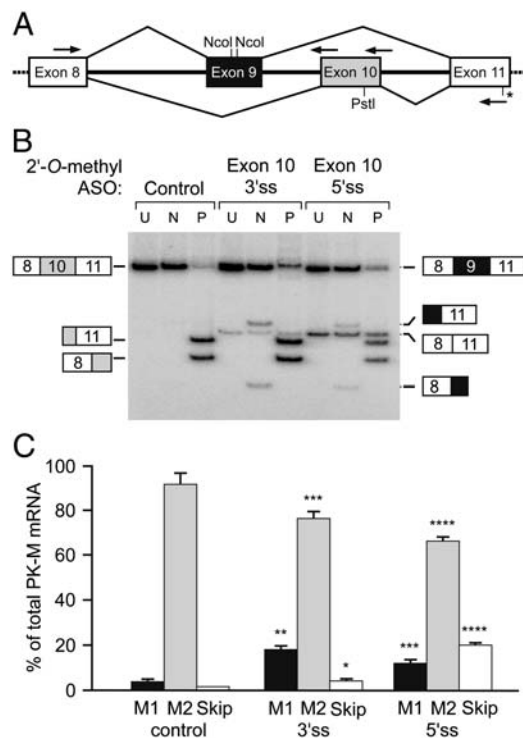 A
NcoI NcoI
Exon 8
Exon 9
Exon 10
Exon 11
PstI
*
B
2'-O-methyl ASO:
Control
Exon 10 3'ss
Exon 10 5'ss
U N P U N P U N P
8 10 11
8 9 11
11
11
8 11
8
8
C
% of total PK-M mRNA
100
80
60
40
20
0
** *** *
*** **** ****
M1 M2 Skip M1 M2 Skip M1 M2 Skip
control 3'ss 5'ss